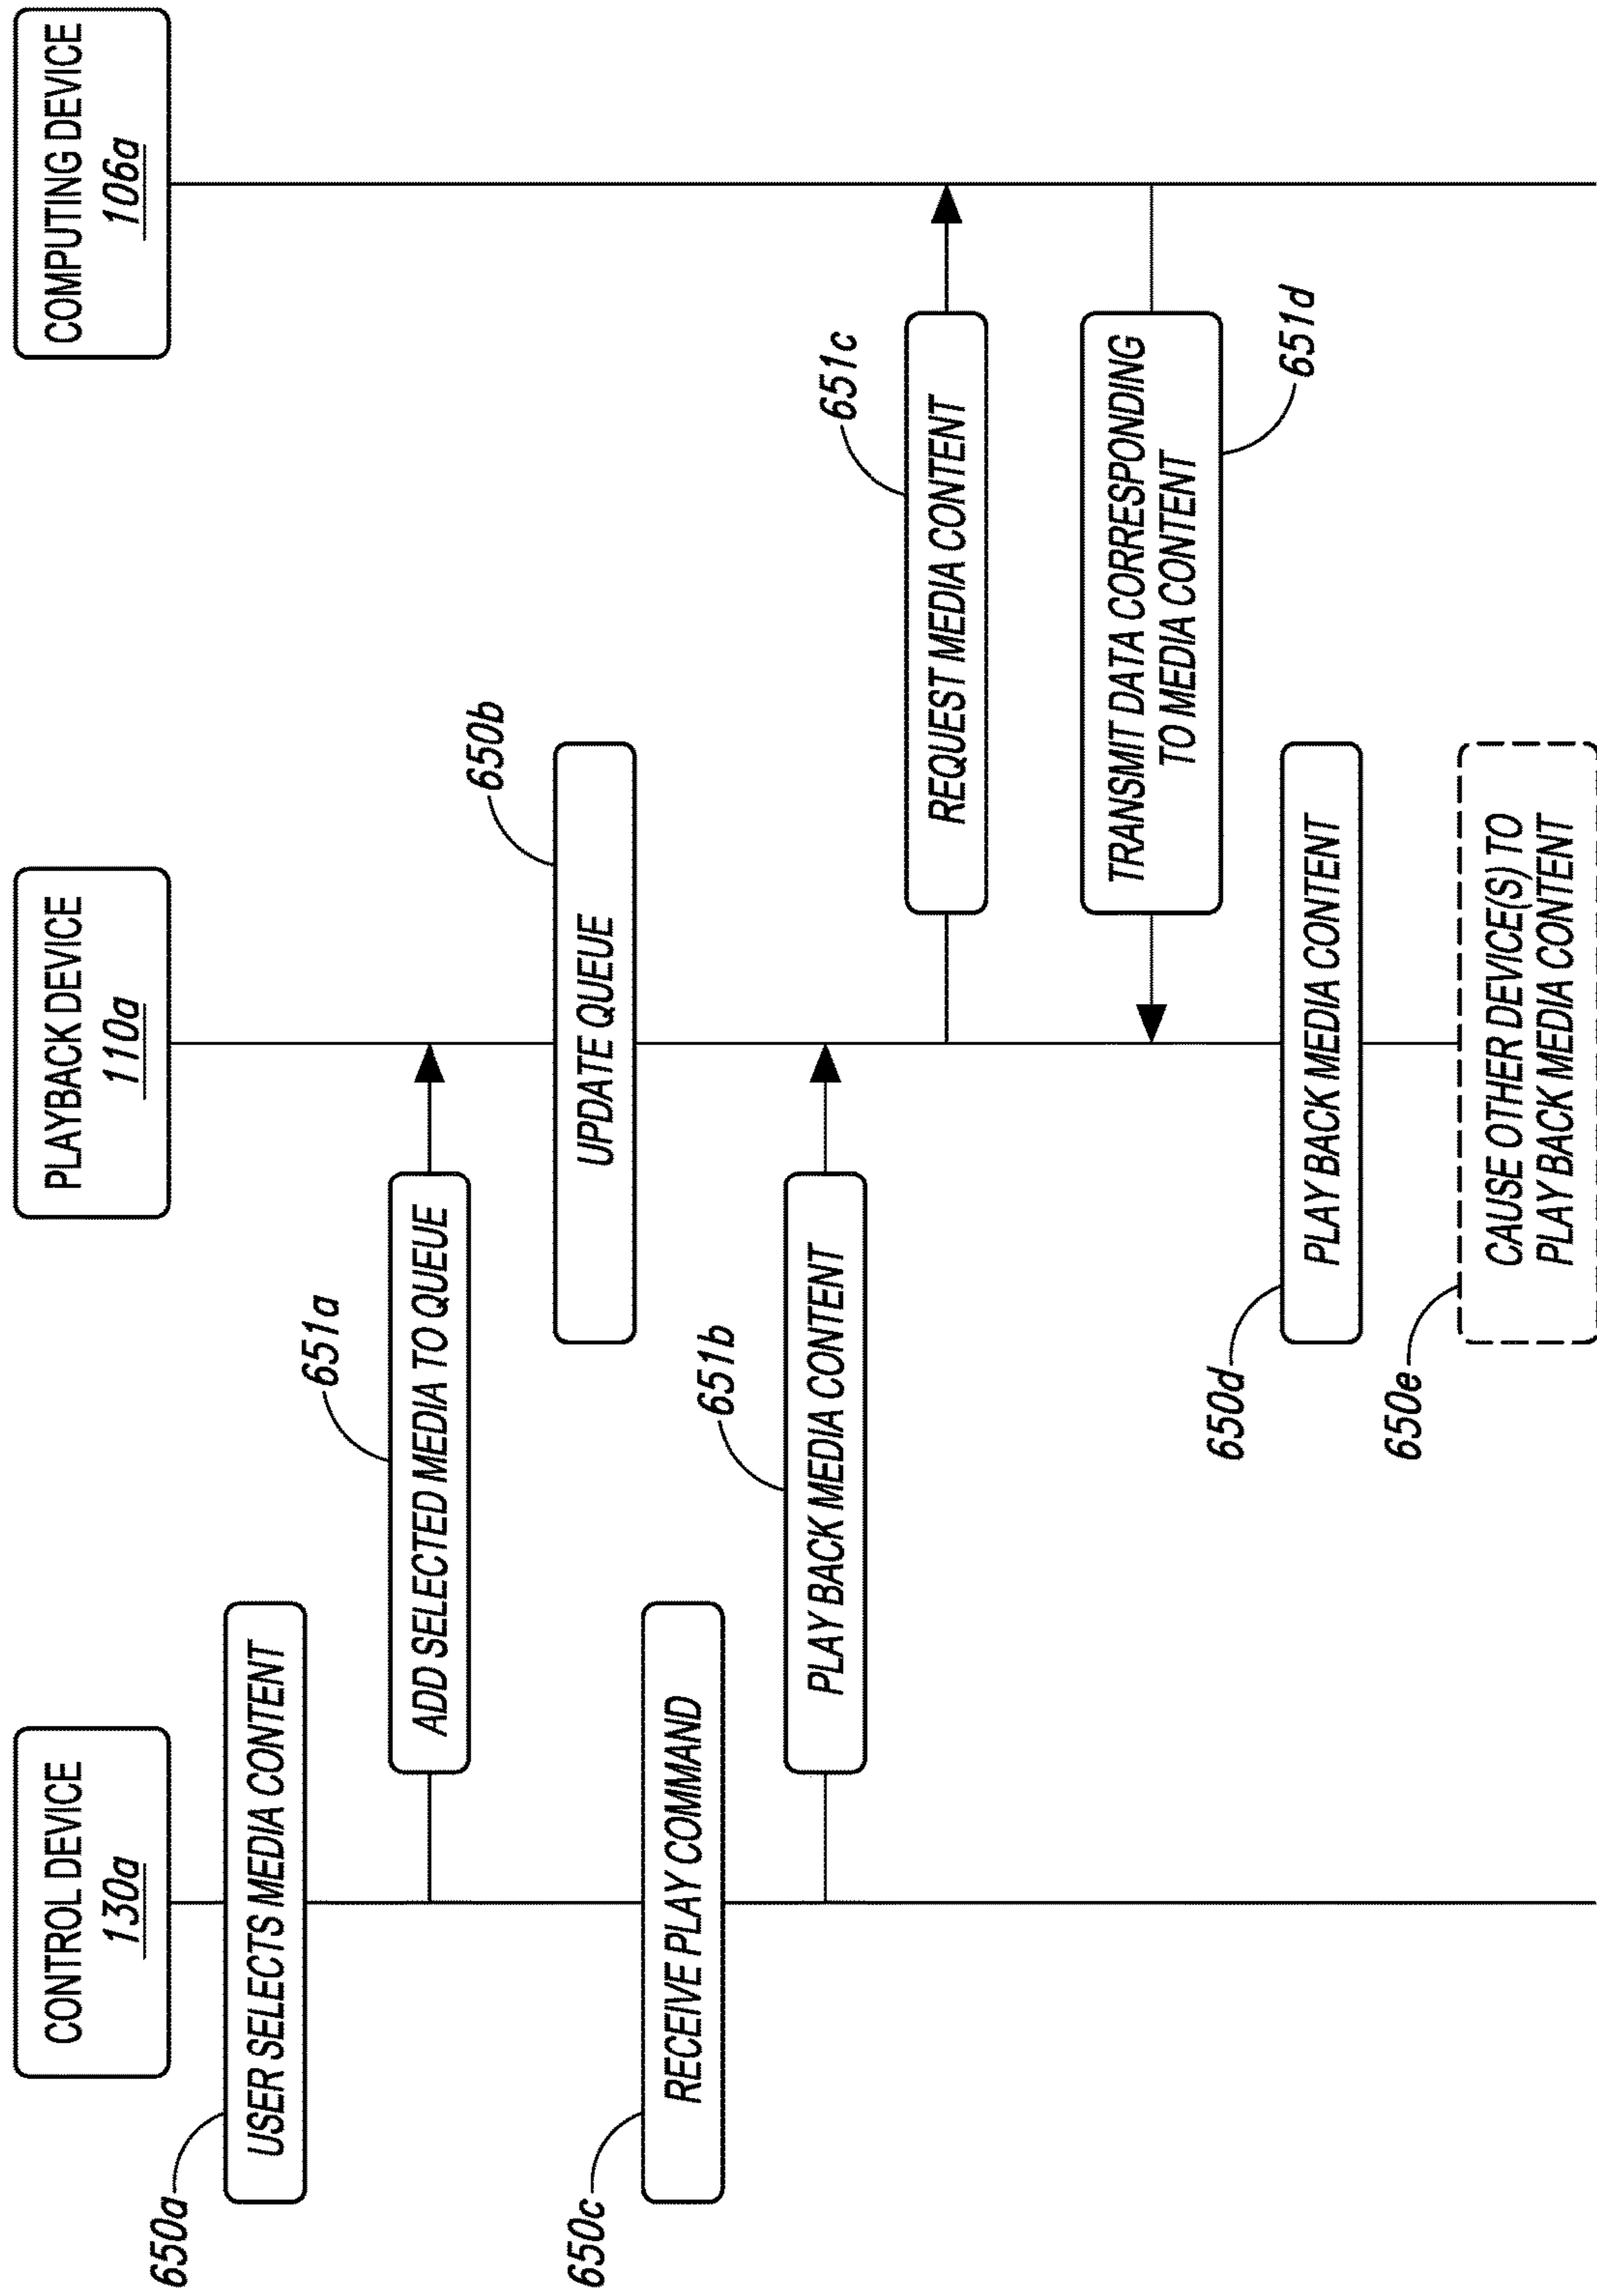 CONTROL DEVICE
130a
PLAYBACK DEVICE
110a
COMPUTING DEVICE
106a
650a
USER SELECTS MEDIA CONTENT
651a
ADD SELECTED MEDIA TO QUEUE
650b
UPDATE QUEUE
650c
RECEIVE PLAY COMMAND
651b
PLAY BACK MEDIA CONTENT
651c
REQUEST MEDIA CONTENT
TRANSMIT DATA CORRESPONDING
TO MEDIA CONTENT
651d
650d
PLAY BACK MEDIA CONTENT
650e
CAUSE OTHER DEVICE(S) TO
PLAY BACK MEDIA CONTENT